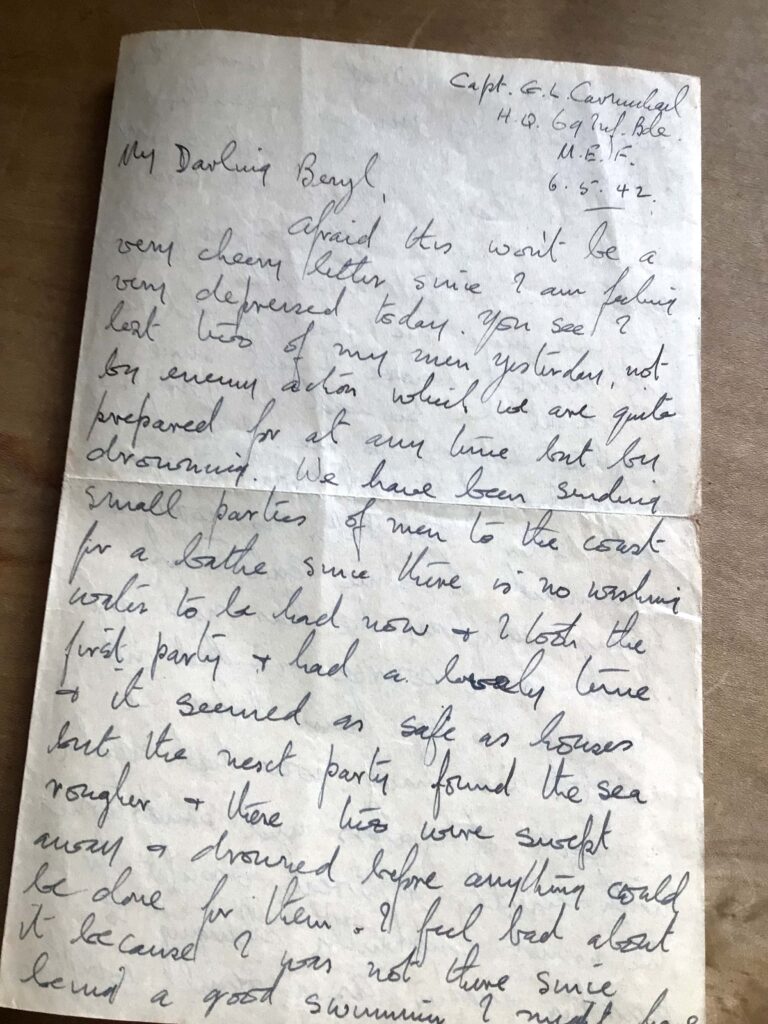 Capt. G. L. Carmichael
H.Q. 69 Inf. Bde.
M.E.F.
6.5.42.
My Darling Beryl,
Afraid this won't be a
very cheery letter since I am feeling
very depressed today. You see I
lost two of my men yesterday, not
by enemy action which we are quite
prepared for at any time but by
drowning. We have been sending
small parties of men to the coast
for a bathe since there is no washing
water to be had now + I took the
first party + had a lovely time
+ it seemed as safe as houses
but the next party found the sea
rougher + these two were swept
away + drowned before anything could
be done for them. I feel bad about
it because I was not there since
being a good swimmer I might